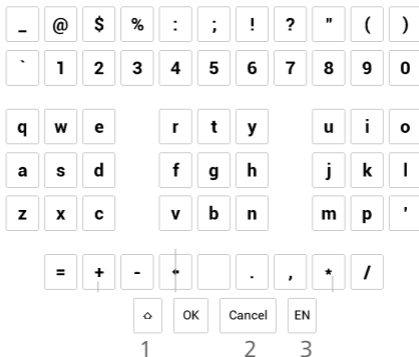 _ @ $ % : ; ! ? " ( )
` 1 2 3 4 5 6 7 8 9 0
q w e r t y u i o
a s d f g h j k l
z x c v b n m p '
= + - . , * /
OK Cancel EN
1 2 3